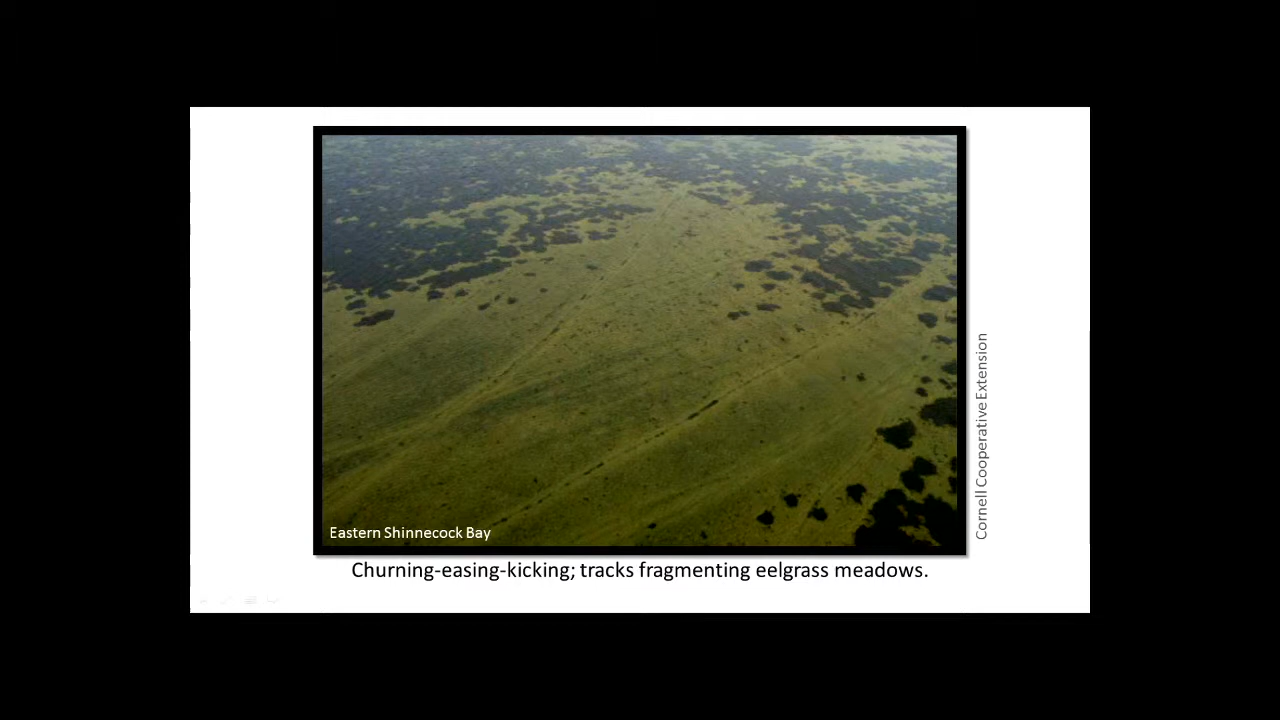 Eastern Shinnecock Bay
Cornell Cooperative Extension
Churning-easing-kicking; tracks fragmenting eelgrass meadows.